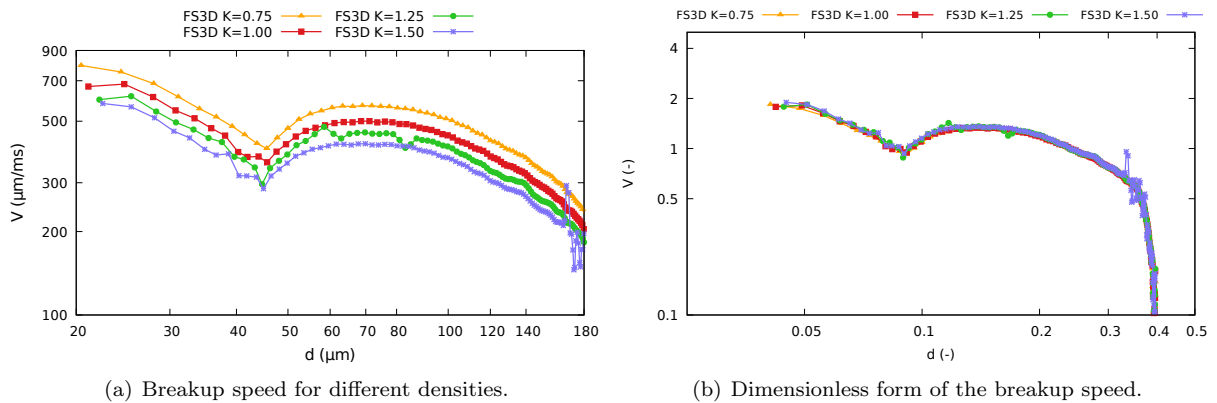 FS3D K=0.75 FS3D K=1.25
FS3D K=1.00 FS3D K=1.50
900
700
500
300
200
100
V (μm/ms)
20 30 40 50 60 70 80 100 120 140 180
d (μm)
(a) Breakup speed for different densities.
FS3D K=0.75 FS3D K=1.00 FS3D K=1.25 FS3D K=1.50
4
2
1
0.5
0.1
V (-)
0.05 0.1 0.2 0.3 0.4 0.5
d (-)
(b) Dimensionless form of the breakup speed.